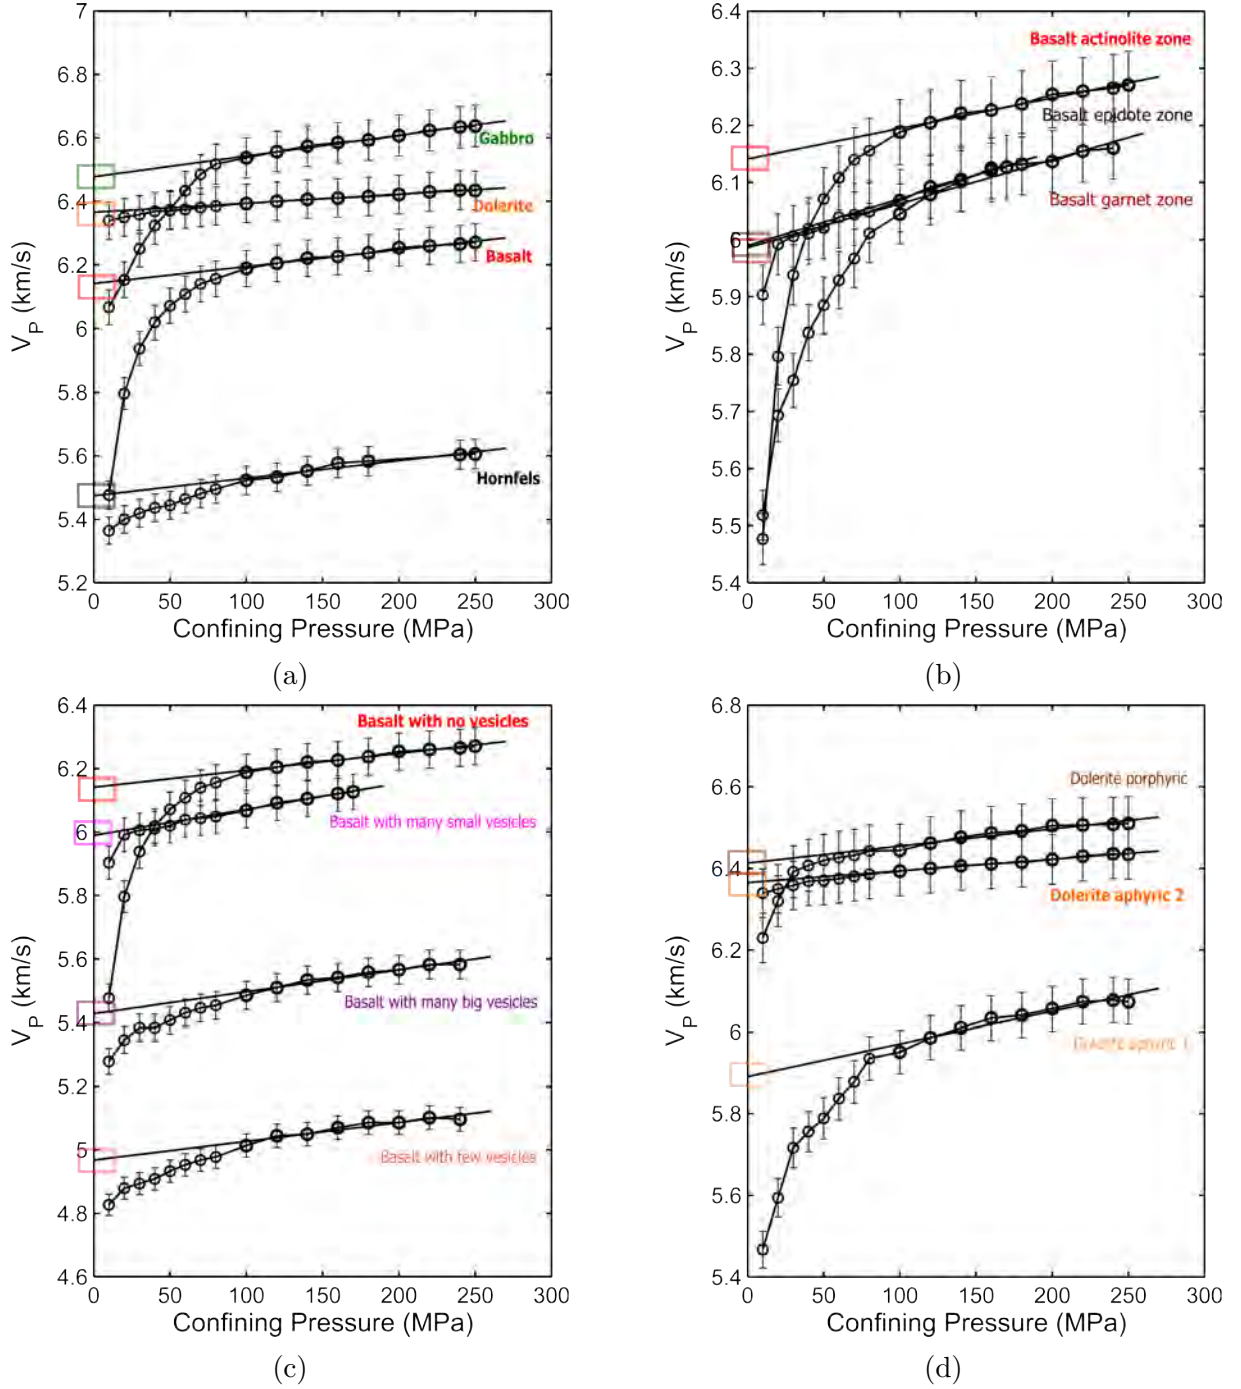 7
6.8
6.6
6.4
6.2
6
5.8
5.6
5.4
5.2
0 50 100 150 200 250 300
V_P (km/s)
Confining Pressure (MPa)
Gabbro
Dolerite
Basalt
Hornfels
(a)
6.4
6.3
6.2
6.1
6
5.9
5.8
5.7
5.6
5.5
5.4
0 50 100 150 200 250 300
V_P (km/s)
Confining Pressure (MPa)
Basalt actinolite zone
Basalt epidote zone
Basalt garnet zone
(b)
6.4
6.2
6
5.8
5.6
5.4
5.2
5
4.8
4.6
0 50 100 150 200 250 300
V_P (km/s)
Confining Pressure (MPa)
Basalt with no vesicles
Basalt with many small vesicles
Basalt with many big vesicles
Basalt with few vesicles
(c)
6.8
6.6
6.4
6.2
6
5.8
5.6
5.4
0 50 100 150 200 250 300
V_P (km/s)
Confining Pressure (MPa)
Dolerite porphyric
Dolerite aphyric 2
Dolerite aphyric 1
(d)